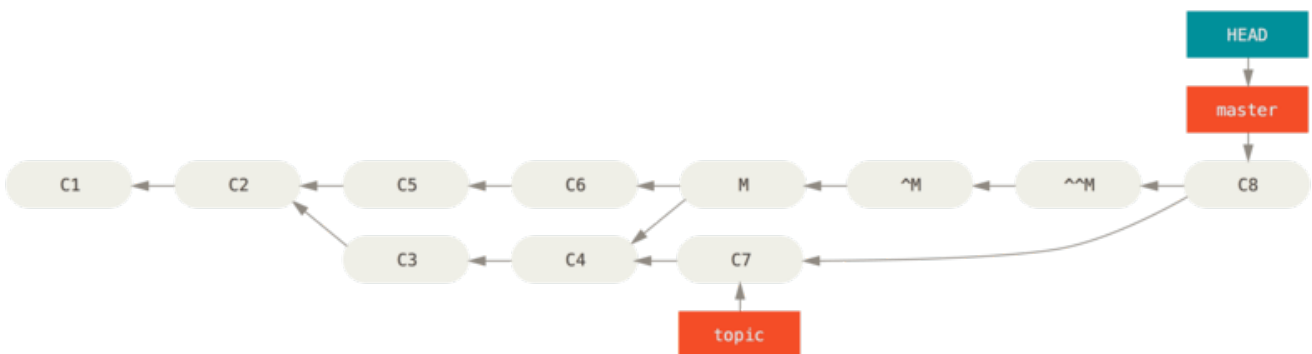 HEAD
master
C1 C2 C5 C6 M ^M ^^M C8
C3 C4 C7
topic